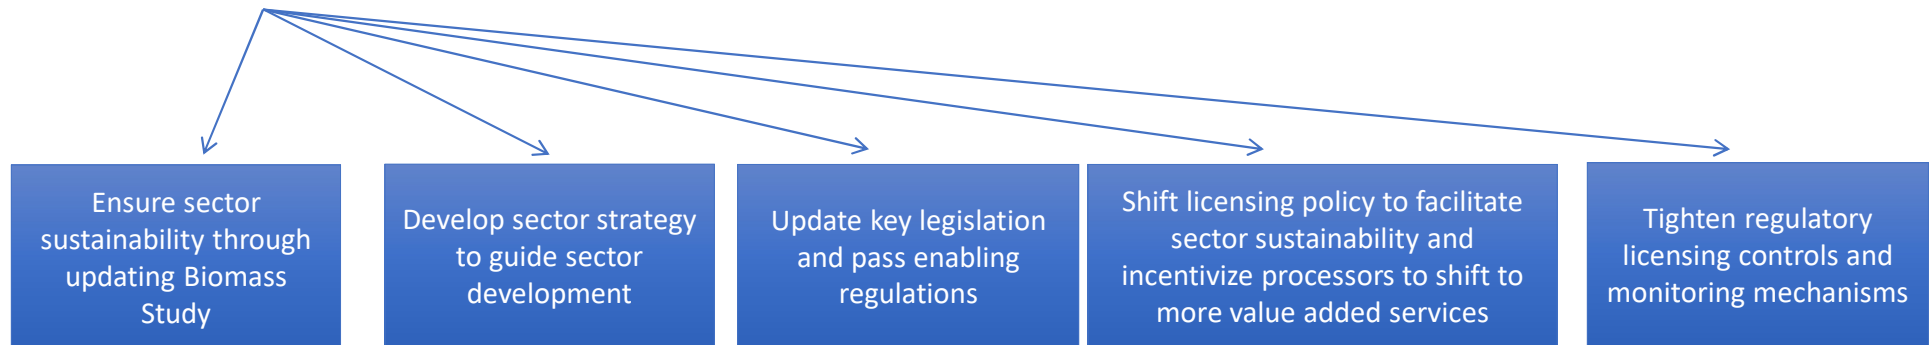 Ensure sector
sustainability through
updating Biomass
Study
Develop sector strategy
to guide sector
development
Update key legislation
and pass enabling
regulations
Shift licensing policy to facilitate
sector sustainability and
incentivize processors to shift to
more value added services
Tighten regulatory
licensing controls and
monitoring mechanisms